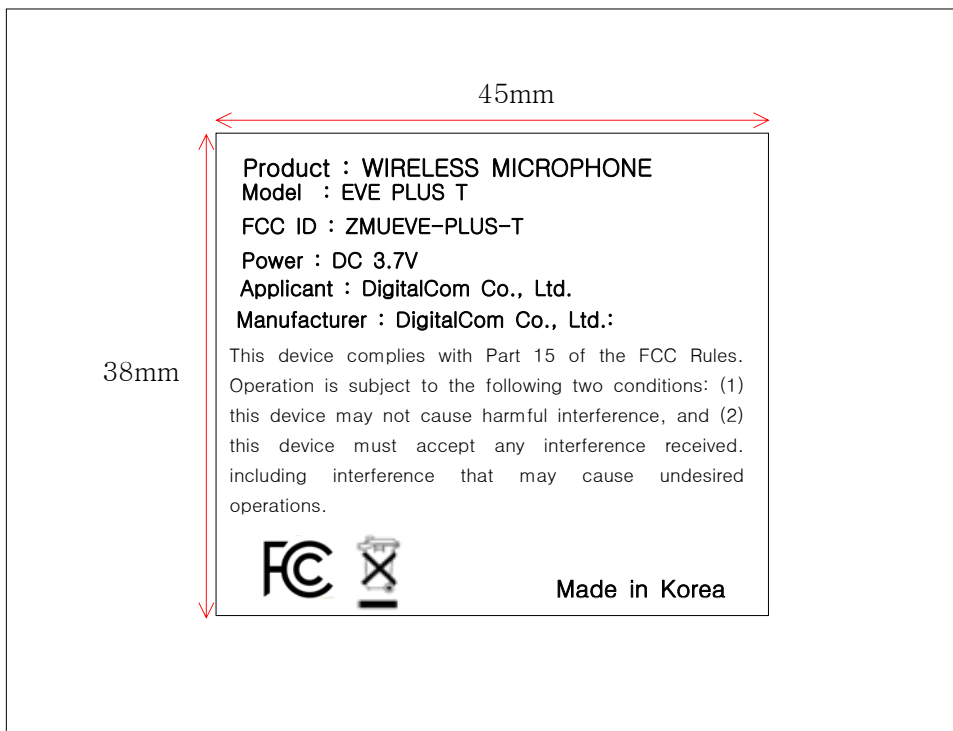 45mm
Product : WIRELESS MICROPHONE
Model : EVE PLUS T
FCC ID : ZMUEVE-PLUS-T
Power : DC 3.7V
Applicant : DigitalCom Co., Ltd.
Manufacturer : DigitalCom Co., Ltd.:
38mm
This device complies with Part 15 of the FCC Rules.
Operation is subject to the following two conditions: (1)
this device may not cause harmful interference, and (2)
this device must accept any interference received.
including interference that may cause undesired
operations.
FC
Made in Korea